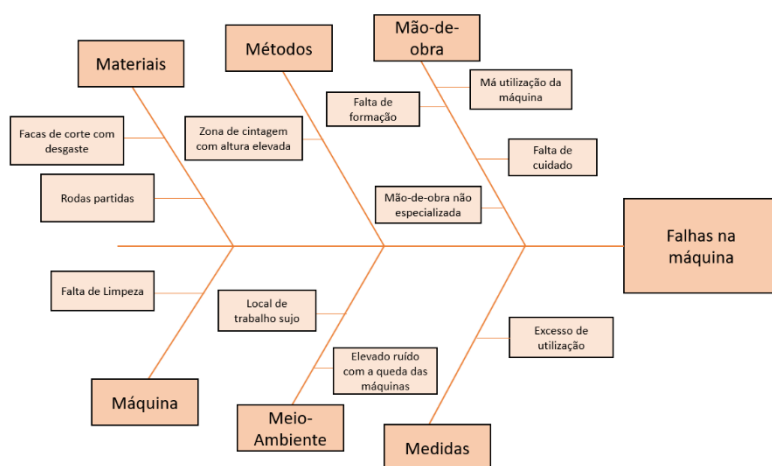 Materiais
Métodos
Mão-de-
obra
Facas de corte com
desgaste
Rodas partidas
Zona de cintagem
com altura elevada
Falta de
formação
Má utilização da
máquina
Falta de
cuidado
Mão-de-obra não
especializada
Falhas na
máquina
Falta de Limpeza
Local de
trabalho sujo
Elevado ruído
com a queda das
máquinas
Excesso de
utilização
Máquina
Meio-
Ambiente
Medidas